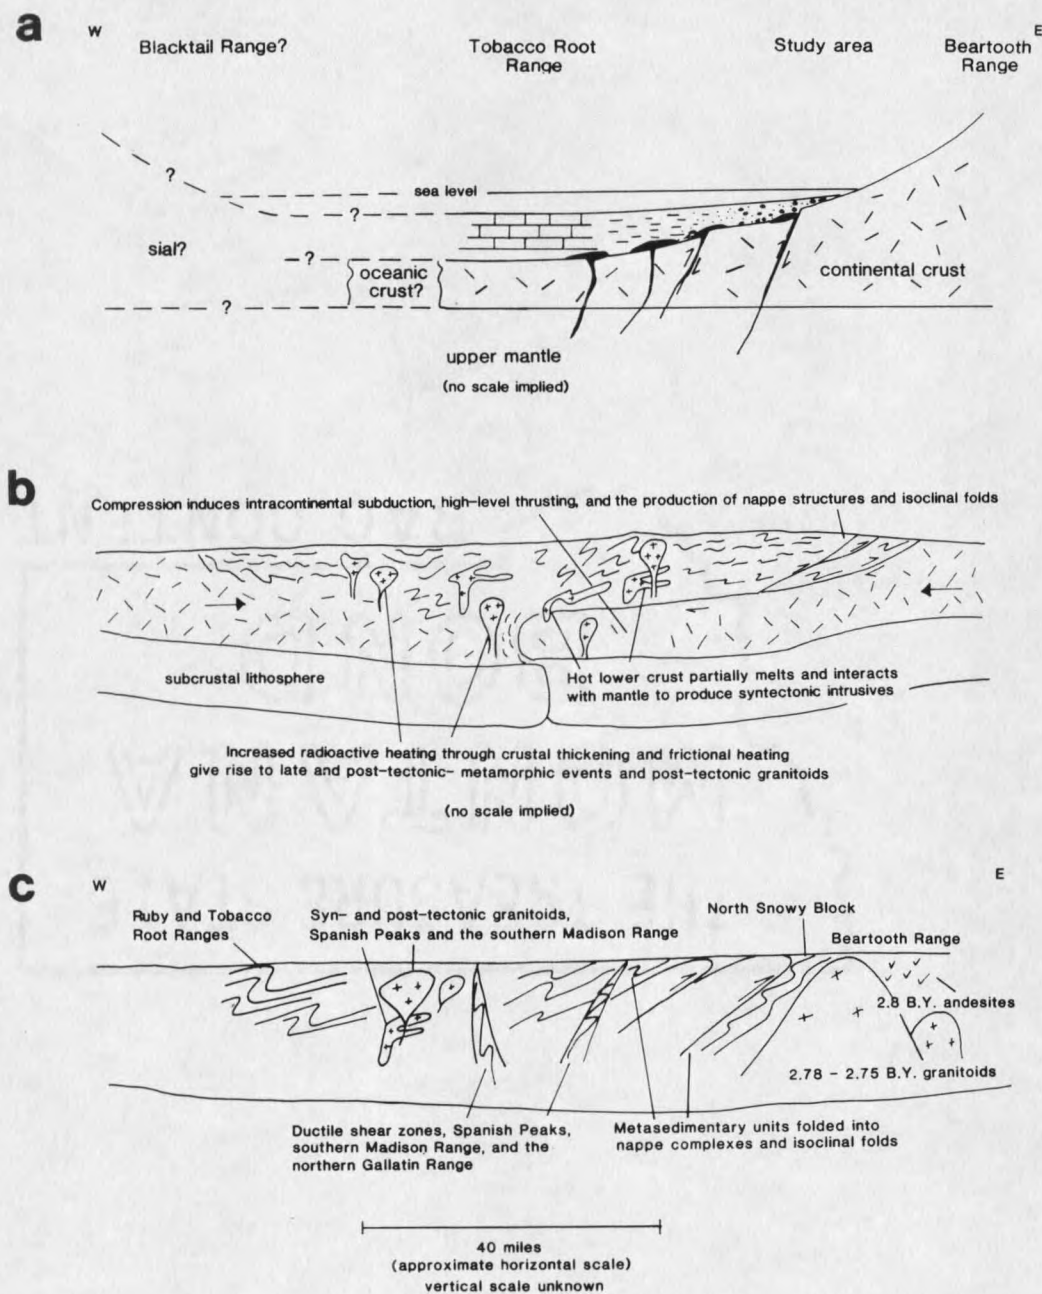 a
W
E
Blacktail Range?
Tobacco Root
Range
Study area
Beartooth
Range
?
sea level
?
sial?
?
oceanic
crust?
continental crust
?
upper mantle
(no scale implied)
b
Compression induces intracontinental subduction, high-level thrusting, and the production of nappe structures and isoclinal folds
subcrustal lithosphere
Hot lower crust partially melts and interacts
with mantle to produce syntectonic intrusives
Increased radioactive heating through crustal thickening and frictional heating
give rise to late and post-tectonic- metamorphic events and post-tectonic granitoids
(no scale implied)
c
W
E
Ruby and Tobacco
Root Ranges
Syn- and post-tectonic granitoids,
Spanish Peaks and the southern Madison Range
North Snowy Block
Beartooth Range
2.8 B.Y. andesites
2.78 - 2.75 B.Y. granitoids
Ductile shear zones, Spanish Peaks,
southern Madison Range, and the
northern Gallatin Range
Metasedimentary units folded into
nappe complexes and isoclinal folds
40 miles
(approximate horizontal scale)
vertical scale unknown